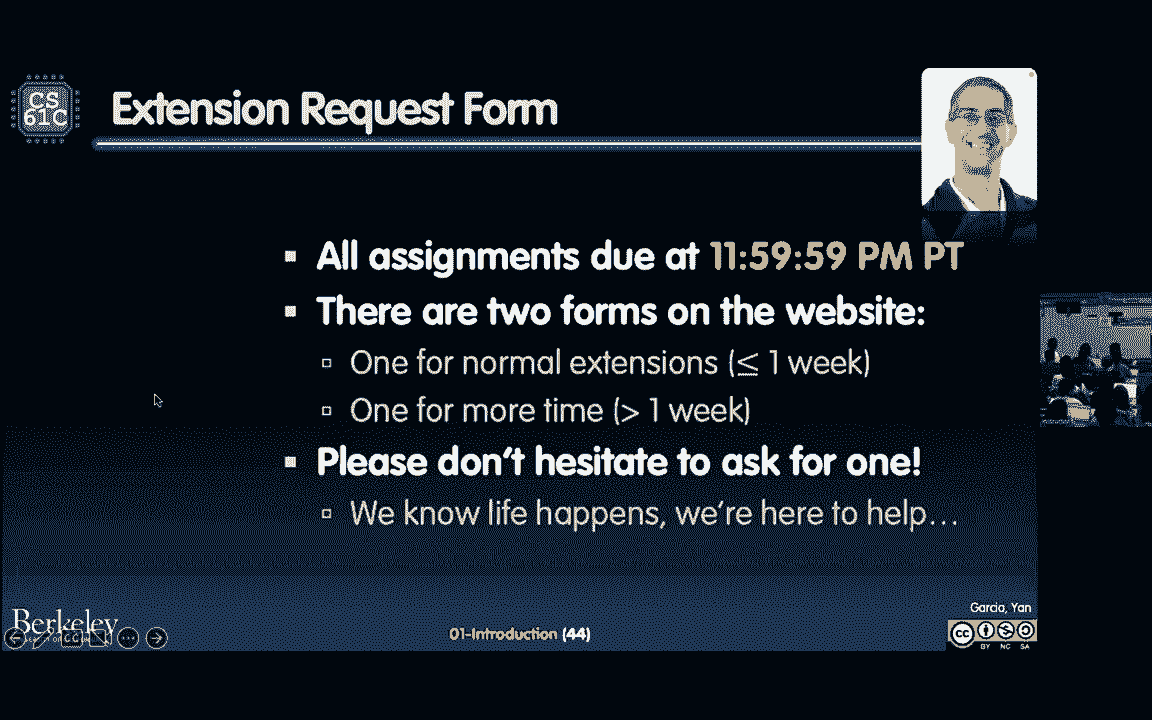 CS
61C
Extension Request Form
▪ All assignments due at 11:59:59 PM PT
▪ There are two forms on the website:
▫ One for normal extensions (≤ 1 week)
▫ One for more time (> 1 week)
▪ Please don’t hesitate to ask for one!
▫ We know life happens, we’re here to help…
Berkeley
01-Introduction (44)
Garcia, Yan
cc
BY NC SA